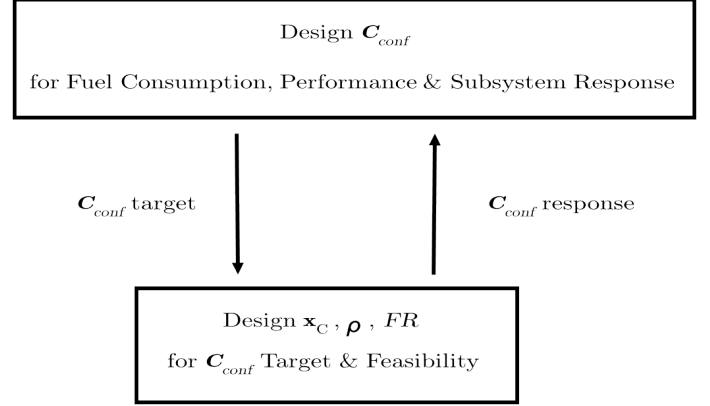 Design C_conf
for Fuel Consumption, Performance & Subsystem Response
C_conf target
C_conf response
Design x_C , ρ , FR
for C_conf Target & Feasibility